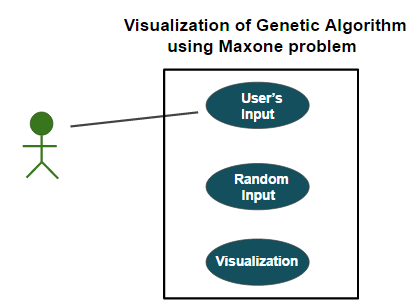 Visualization of Genetic Algorithm
using Maxone problem
User's
Input
Random
Input
Visualization